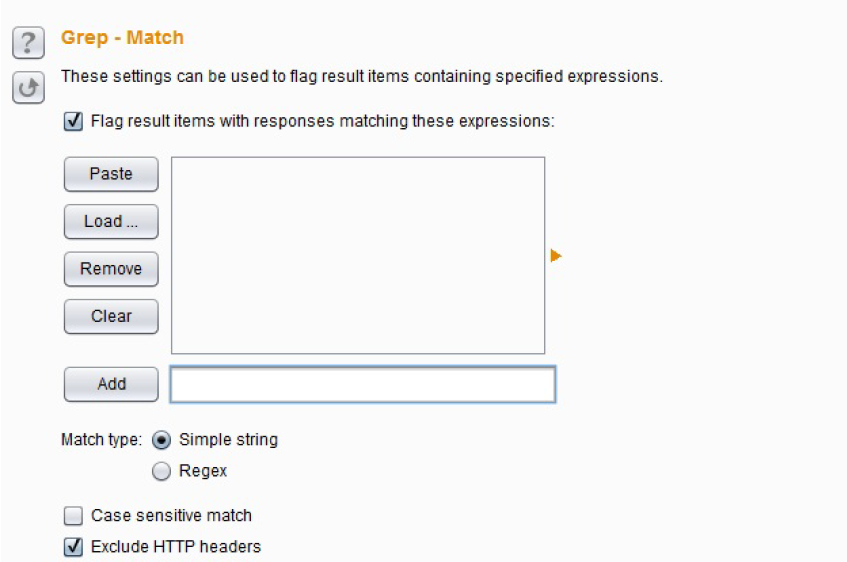 ?
Grep - Match
These settings can be used to flag result items containing specified expressions.
Flag result items with responses matching these expressions:
Paste
Load ...
Remove
Clear
Add
Match type: Simple string
Regex
Case sensitive match
Exclude HTTP headers